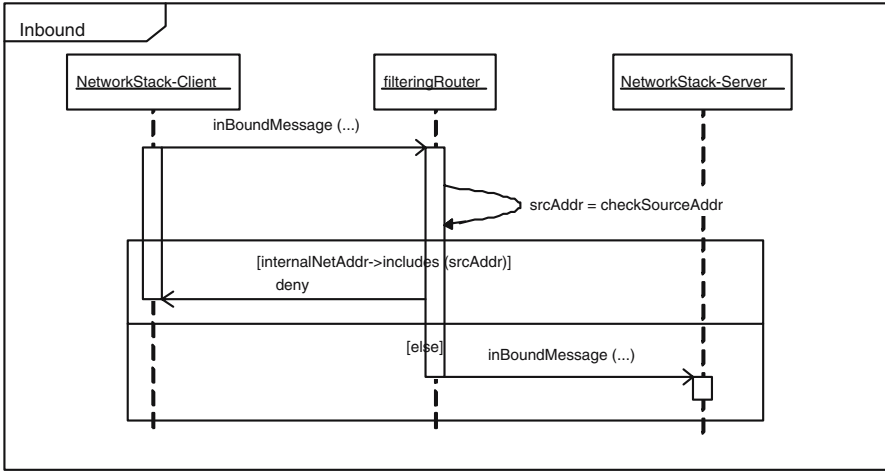 Inbound
NetworkStack-Client
filteringRouter
NetworkStack-Server
inBoundMessage (...)
srcAddr = checkSourceAddr
[internalNetAddr->includes (srcAddr)]
deny
[else]
inBoundMessage (...)